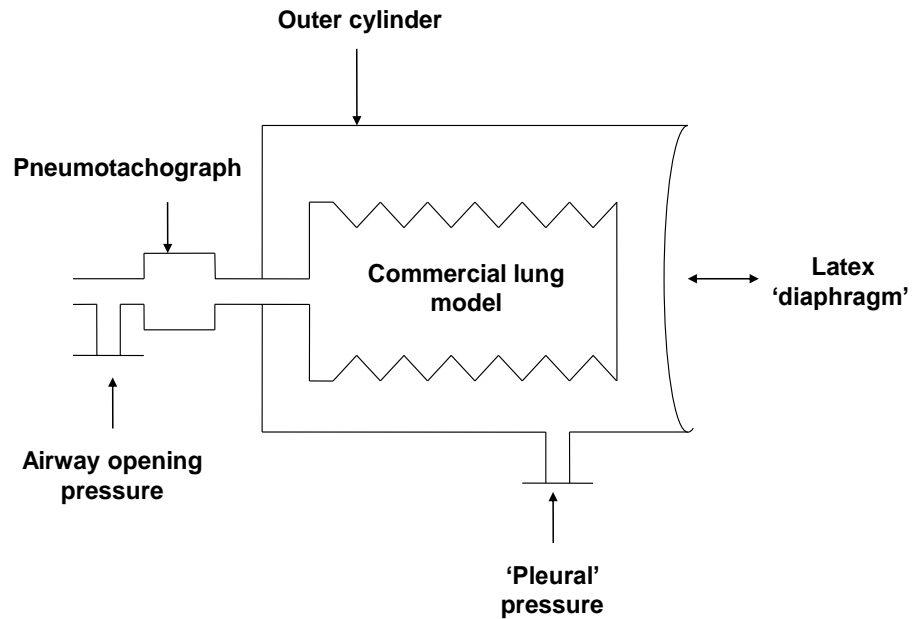 Outer cylinder
Pneumotachograph
Commercial lung
model
Latex
‘diaphragm’
Airway opening
pressure
‘Pleural’
pressure